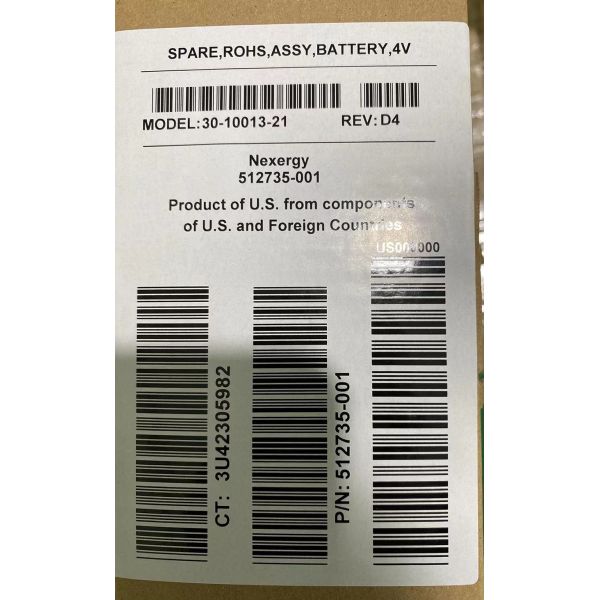 SPARE,ROHS,ASSY,BATTERY,4V
MODEL:30-10013-21 REV:D4
Nexergy
512735-001
Product of U.S. from components
of U.S. and Foreign Countries
CT: 3U42305982
P/N: 512735-001